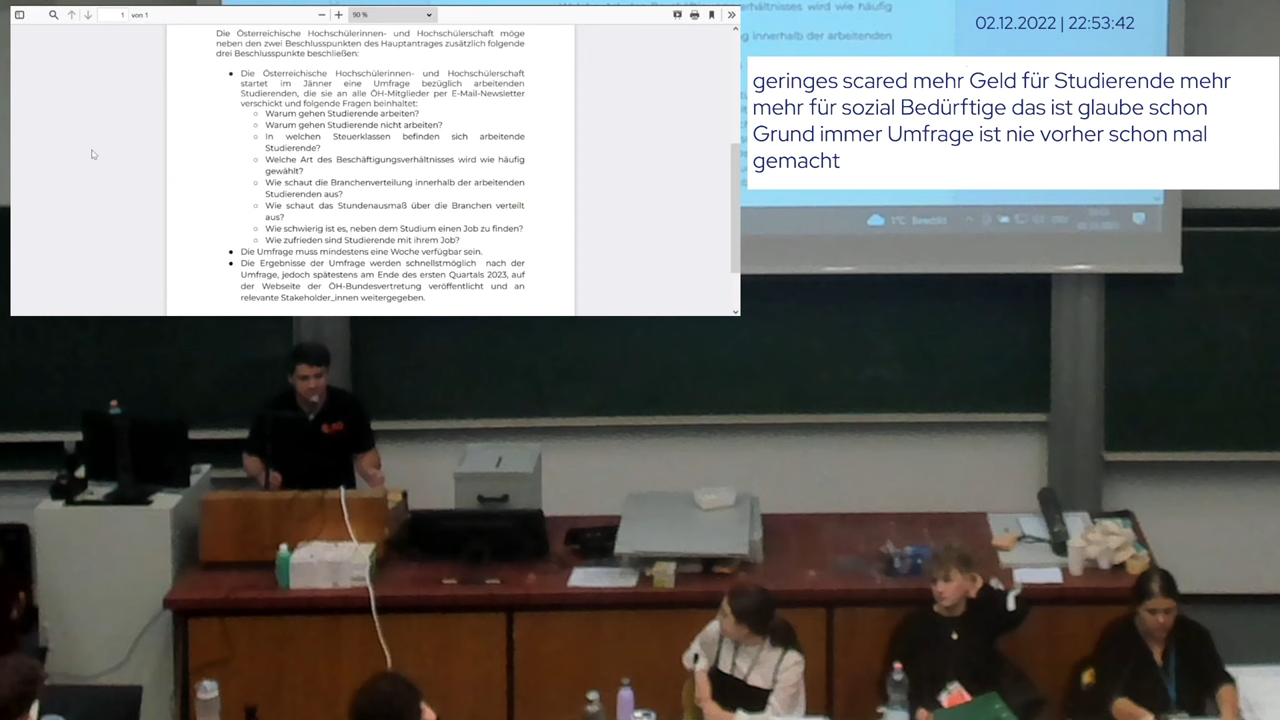 1 von 1
90 %
Die Österreichische Hochschülerinnen- und Hochschülerschaft möge
neben den zwei Beschlusspunkten des Hauptantrages zusätzlich folgende
drei Beschlusspunkte beschließen:
Die Österreichische Hochschülerinnen- und Hochschülerschaft
startet im Jänner eine Umfrage bezüglich arbeitenden
Studierenden, die sie an alle ÖH-Mitglieder per E-Mail-Newsletter
verschickt und folgende Fragen beinhaltet:
Warum gehen Studierende arbeiten?
Warum gehen Studierende nicht arbeiten?
In welchen Steuerklassen befinden sich arbeitende
Studierende?
Welche Art des Beschäftigungsverhältnisses wird wie häufig
gewählt?
Wie schaut die Branchenverteilung innerhalb der arbeitenden
Studierenden aus?
Wie schaut das Stundenausmaß über die Branchen verteilt
aus?
Wie schwierig ist es, neben dem Studium einen Job zu finden?
Wie zufrieden sind Studierende mit ihrem Job?
Die Umfrage muss mindestens eine Woche verfügbar sein.
Die Ergebnisse der Umfrage werden schnellstmöglich nach der
Umfrage, jedoch spätestens am Ende des ersten Quartals 2023, auf
der Webseite der ÖH-Bundesvertretung veröffentlicht und an
relevante Stakeholder_innen weitergegeben.
wird wie häufig
innerhalb der arbeitenden
02.12.2022 | 22:53:42
geringes scared mehr Geld für Studierende mehr
mehr für sozial Bedürftige das ist glaube schon
Grund immer Umfrage ist nie vorher schon mal
gemacht
1°C